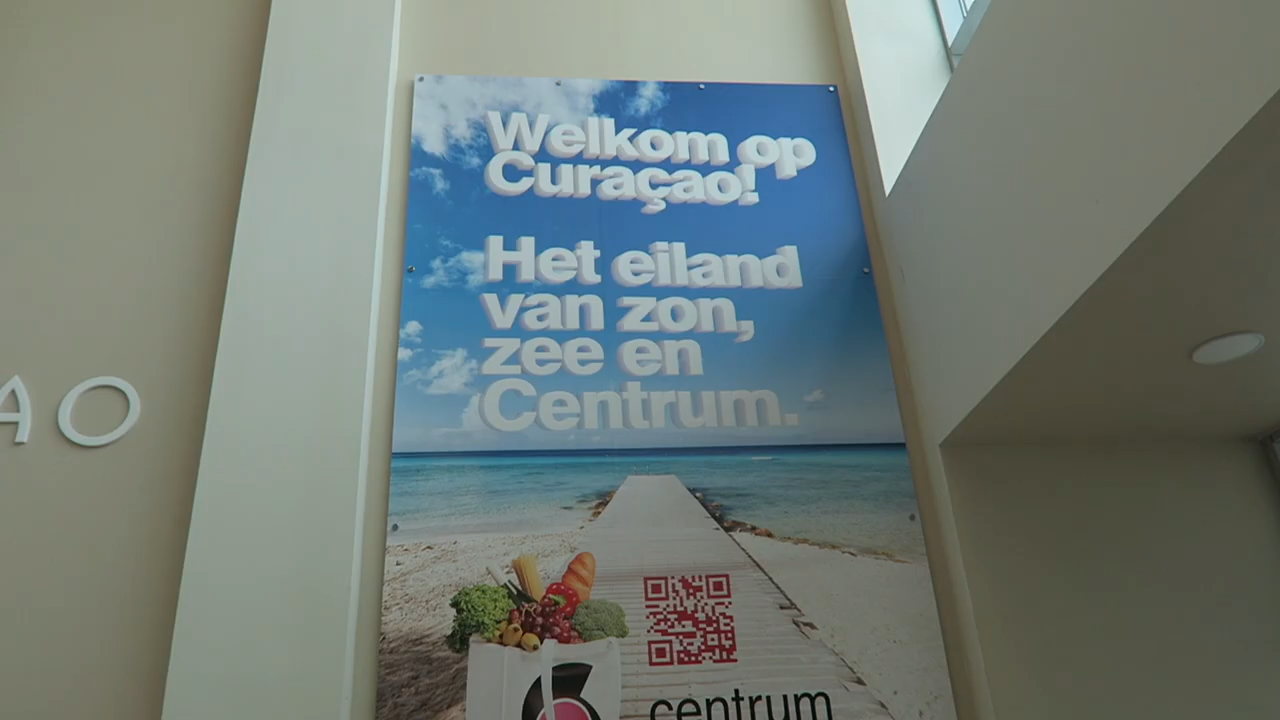 Welkom op
Curaçao!
Het eiland
van zon,
zee en
Centrum.
AO
centrum